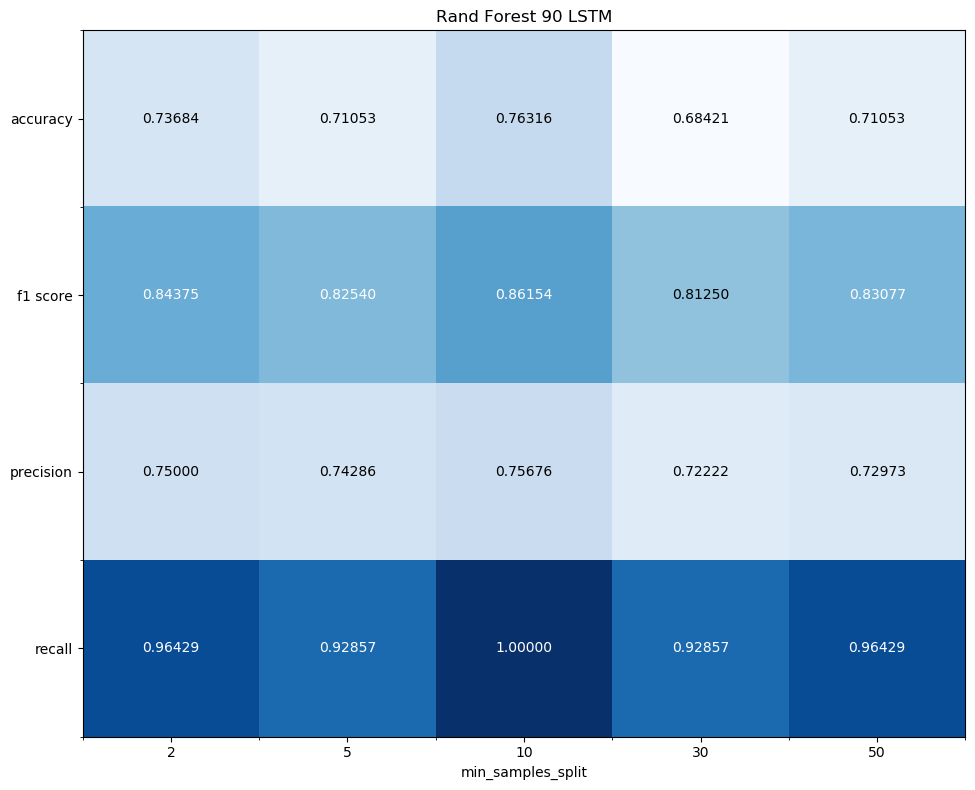 Rand Forest 90 LSTM
accuracy 0.73684 0.71053 0.76316 0.68421 0.71053
f1 score 0.84375 0.82540 0.86154 0.81250 0.83077
precision 0.75000 0.74286 0.75676 0.72222 0.72973
recall 0.96429 0.92857 1.00000 0.92857 0.96429
2 5 10 30 50
min_samples_split